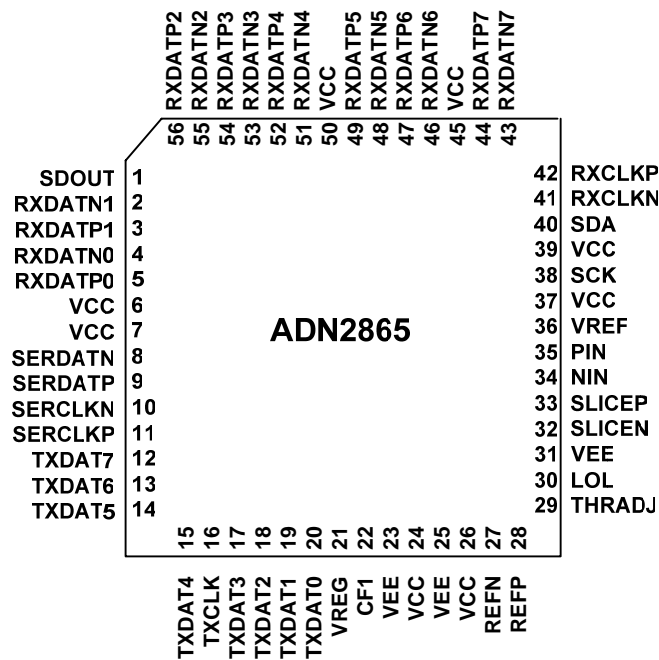 RXDATP2
RXDATN2
RXDATP3
RXDATN3
RXDATP4
RXDATN4
VCC
RXDATP5
RXDATN5
RXDATP6
RXDATN6
VCC
RXDATP7
RXDATN7
56
55
54
53
52
51
50
49
48
47
46
45
44
43
SDOUT 1
RXDATN1 2
RXDATP1 3
RXDATN0 4
RXDATP0 5
VCC 6
VCC 7
SERDATN 8
SERDATP 9
SERCLKN 10
SERCLKP 11
TXDAT7 12
TXDAT6 13
TXDAT5 14
ADN2865
42 RXCLKP
41 RXCLKN
40 SDA
39 VCC
38 SCK
37 VCC
36 VREF
35 PIN
34 NIN
33 SLICEP
32 SLICEN
31 VEE
30 LOL
29 THRADJ
15
16
17
18
19
20
21
22
23
24
25
26
27
28
TXDAT4
TXCLK
TXDAT3
TXDAT2
TXDAT1
TXDAT0
VREG
CF1
VEE
VCC
VEE
VCC
REFN
REFP